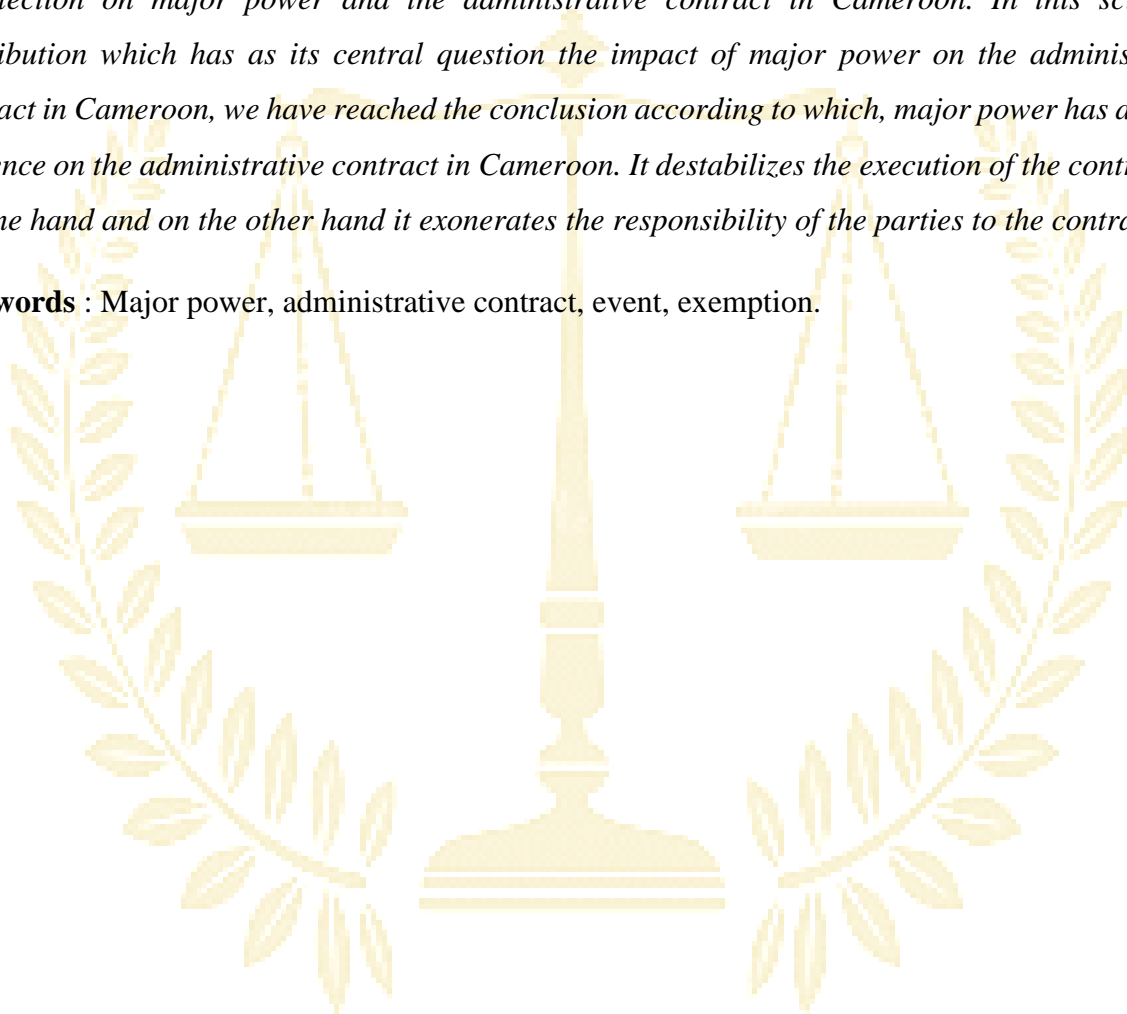 lection on major power and the administrative contract in Cameroon. In this sc
ibution which has as its central question the impact of major power on the adminis
act in Cameroon, we have reached the conclusion according to which, major power has a
ence on the administrative contract in Cameroon. It destabilizes the execution of the cont
ne hand and on the other hand it exonerates the responsibility of the parties to the contra
words : Major power, administrative contract, event, exemption.